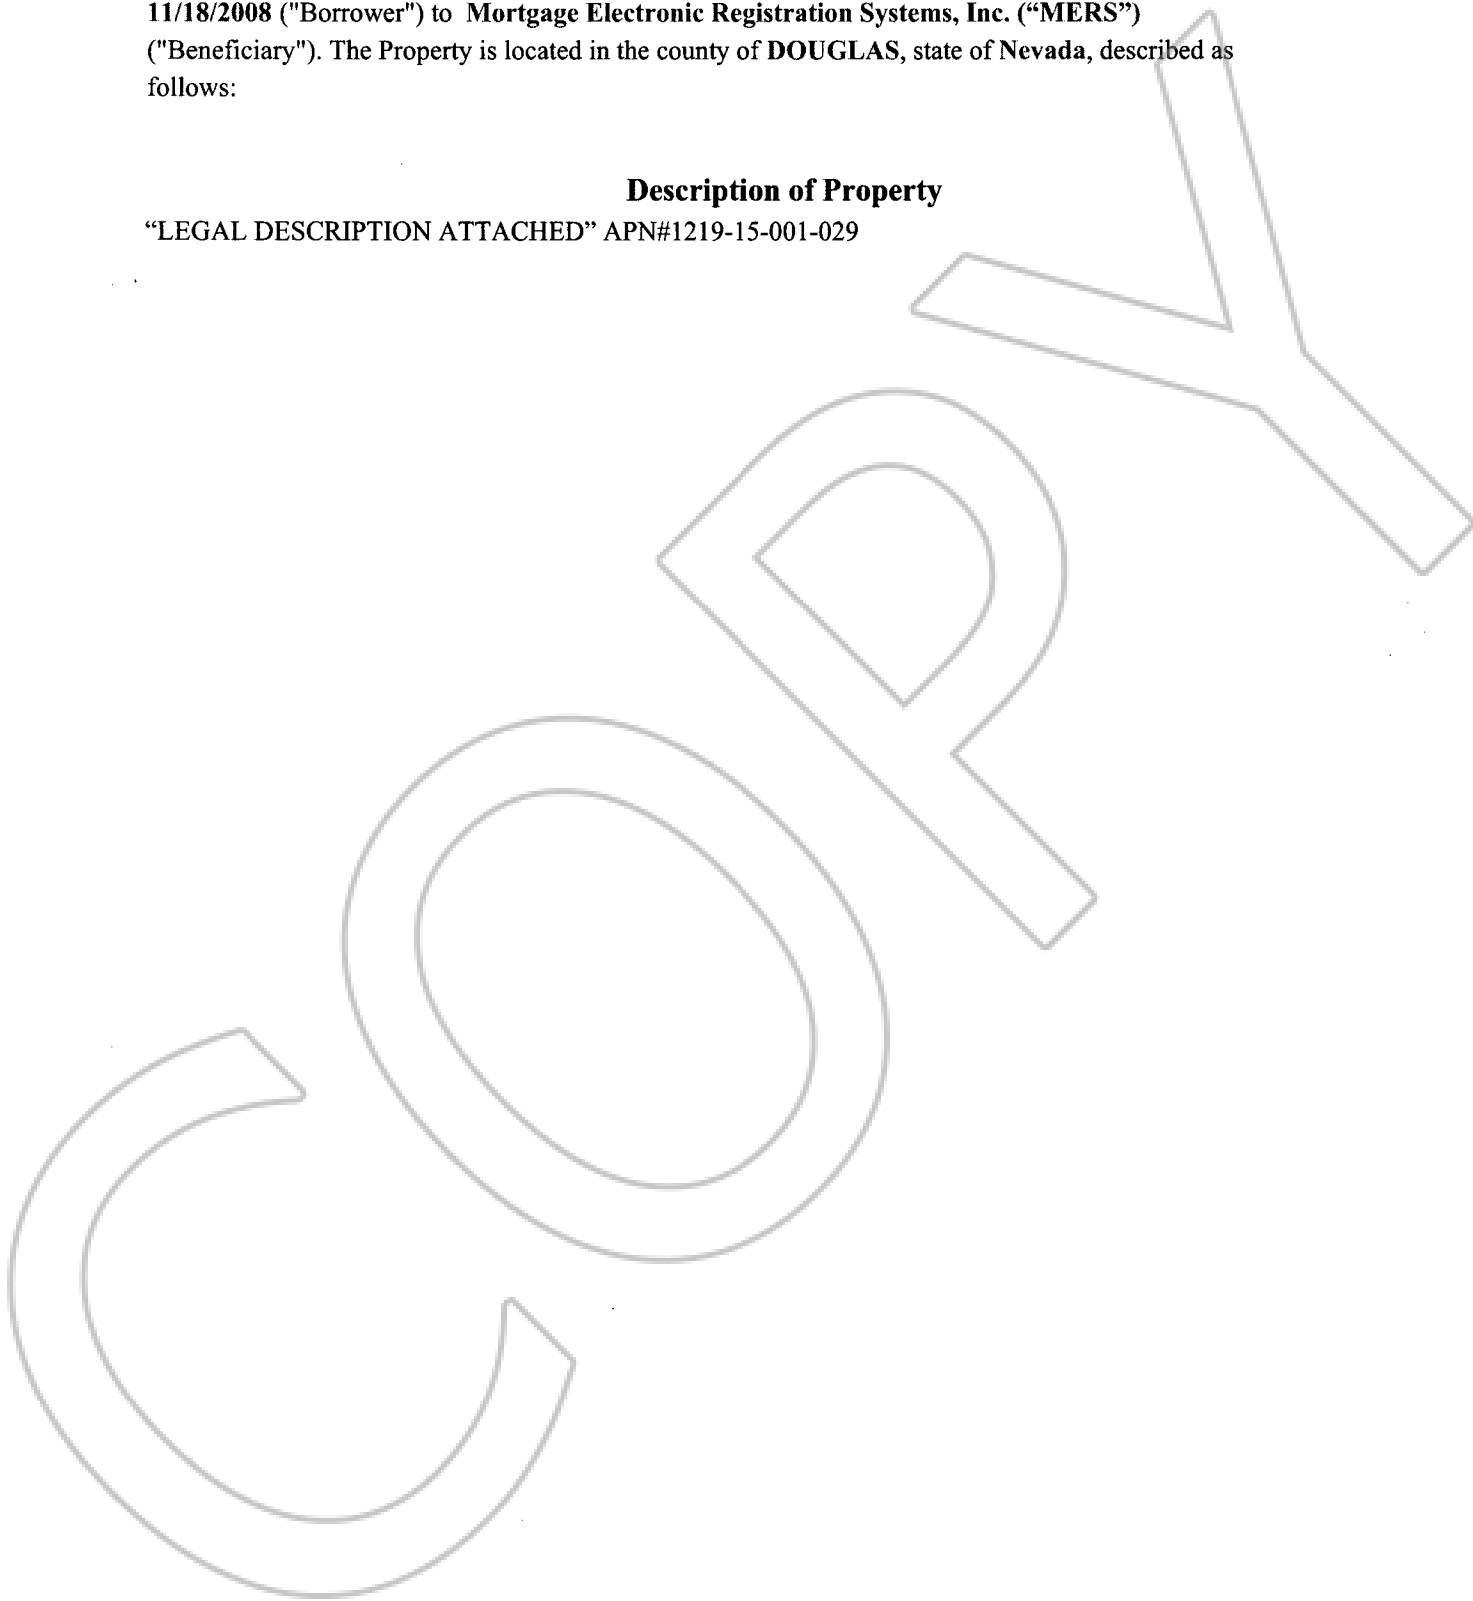 11/18/2008 ("Borrower") to Mortgage Electronic Registration Systems, Inc. (“MERS”)
("Beneficiary"). The Property is located in the county of DOUGLAS, state of Nevada, described as
follows:
Description of Property
“LEGAL DESCRIPTION ATTACHED” APN#1219-15-001-029
COPY